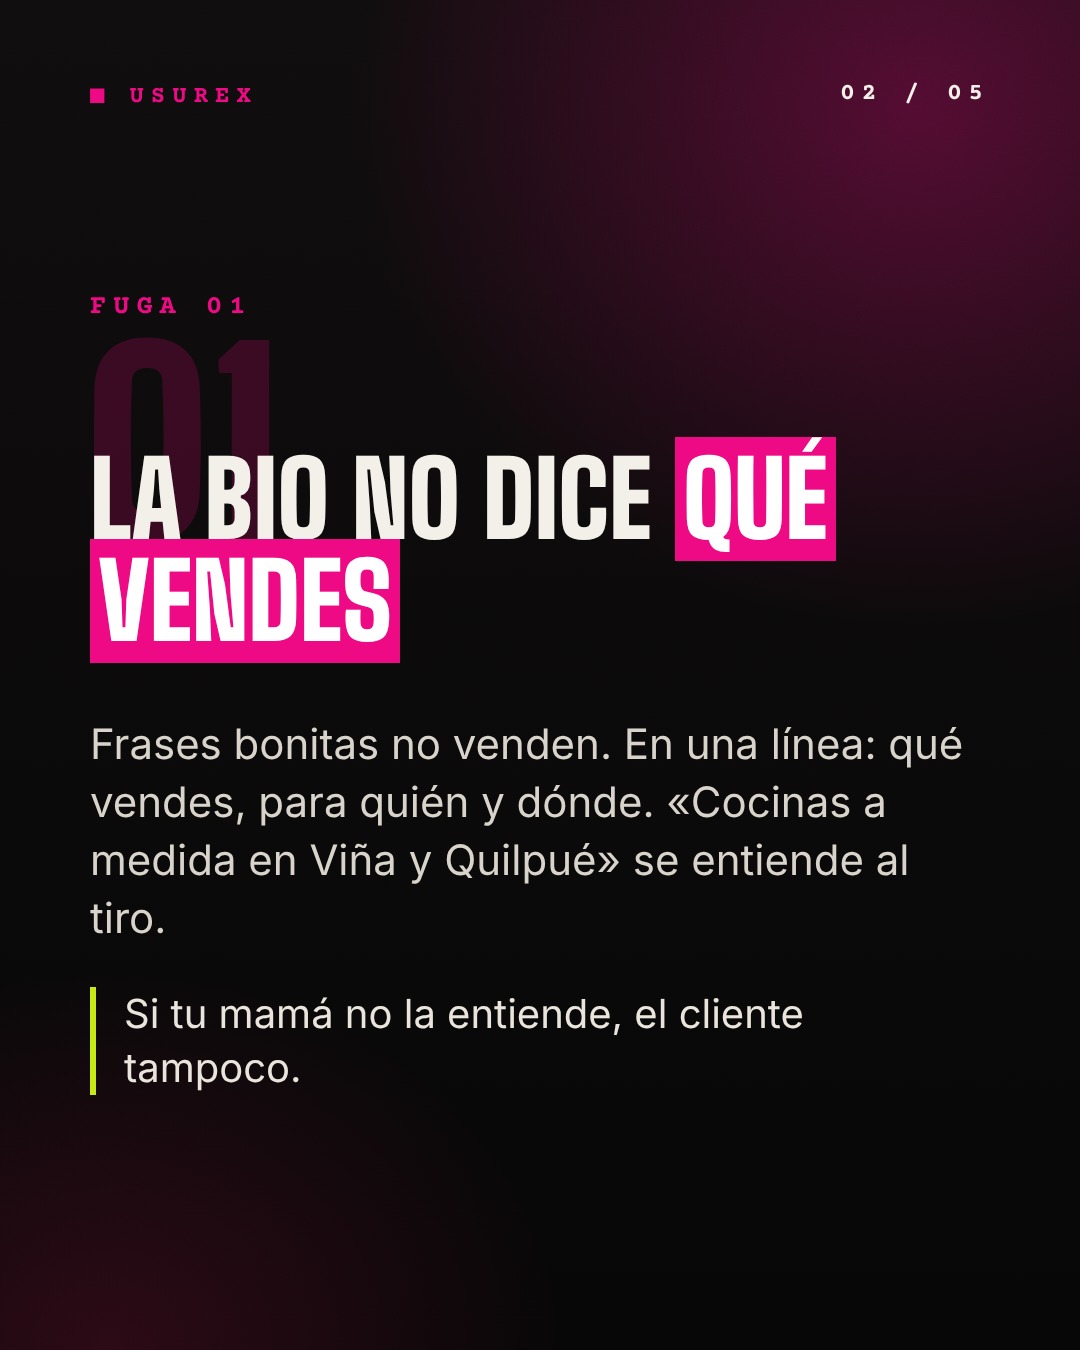 USUREX
02 / 05
FUGA 01
01
LA BIO NO DICE QUÉ
VENDES
Frases bonitas no venden. En una línea: qué
vendes, para quién y dónde. «Cocinas a
medida en Viña y Quilpué» se entiende al
tiro.
Si tu mamá no la entiende, el cliente
tampoco.